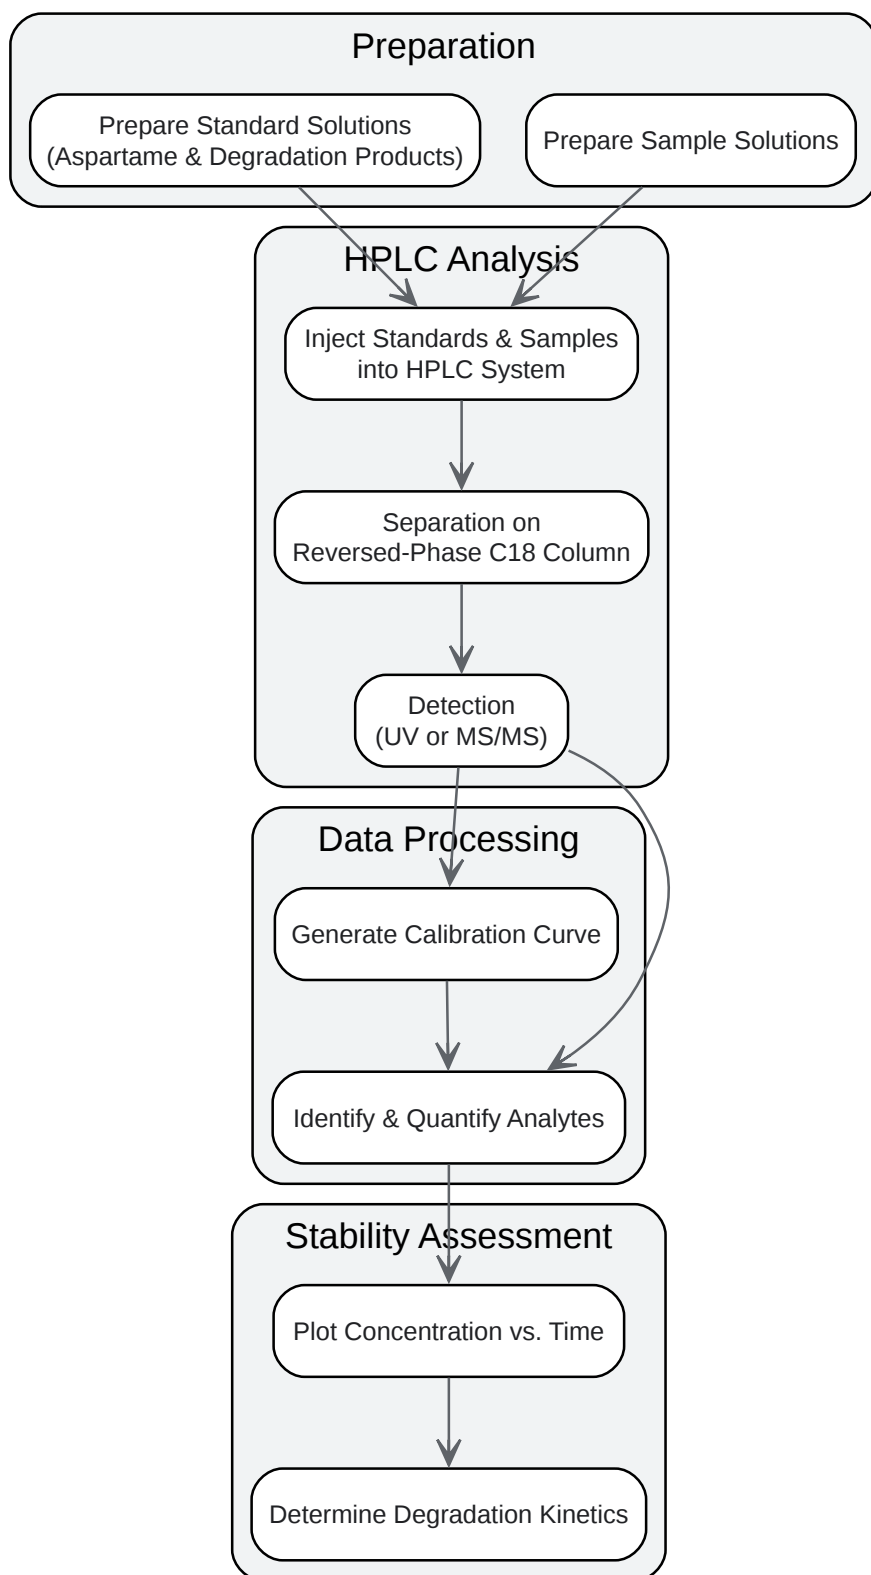 Preparation
Prepare Standard Solutions
(Aspartame & Degradation Products)
Prepare Sample Solutions
HPLC Analysis
Inject Standards & Samples
into HPLC System
Separation on
Reversed-Phase C18 Column
Detection
(UV or MS/MS)
Data Processing
Generate Calibration Curve
Identify & Quantify Analytes
Stability Assessment
Plot Concentration vs. Time
Determine Degradation Kinetics